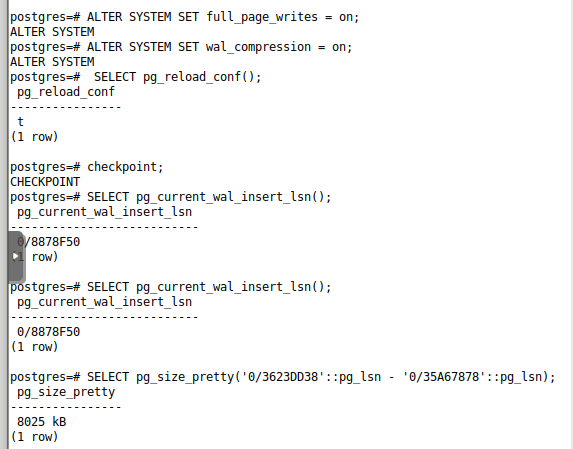 postgres=# ALTER SYSTEM SET full_page_writes = on;
ALTER SYSTEM
postgres=# ALTER SYSTEM SET wal_compression = on;
ALTER SYSTEM
postgres=#  SELECT pg_reload_conf();
 pg_reload_conf
----------------
 t
(1 row)

postgres=# checkpoint;
CHECKPOINT
postgres=# SELECT pg_current_wal_insert_lsn();
 pg_current_wal_insert_lsn
---------------------------
 0/8878F50
(1 row)

postgres=# SELECT pg_current_wal_insert_lsn();
 pg_current_wal_insert_lsn
---------------------------
 0/8878F50
(1 row)

postgres=# SELECT pg_size_pretty('0/3623DD38'::pg_lsn - '0/35A67878'::pg_lsn);
 pg_size_pretty
----------------
 8025 kB
(1 row)